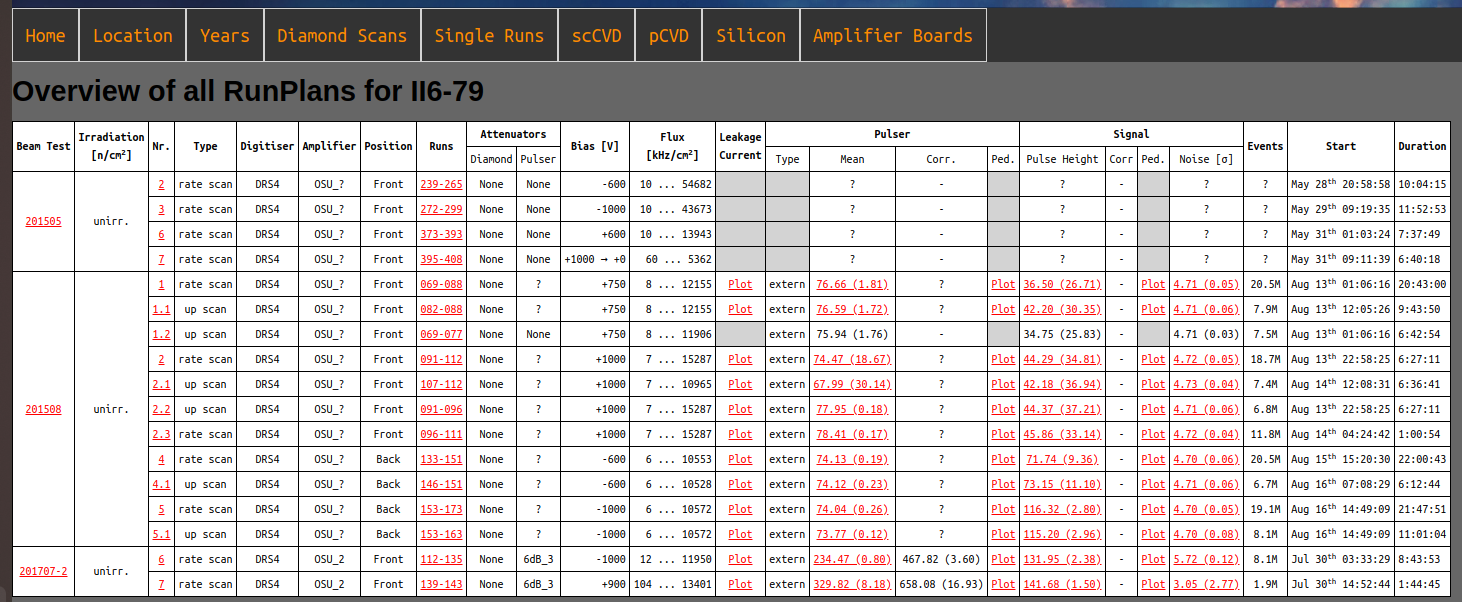 Home Location Years Diamond Scans Single Runs scCVD pCVD Silicon Amplifier Boards
Overview of all RunPlans for II6-79
Beam Test Irradiation [n/cm²] Nr. Type Digitiser Amplifier Position Runs Attenuators Bias [V] Flux [kHz/cm²] Leakage Current Pulser Signal Events Start Duration
Diamond Pulser Type Mean Corr. Ped. Pulse Height Corr Ped. Noise [σ]
201505 unirr. 2 rate scan DRS4 OSU_? Front 239-265 None None -600 10 ... 54682 ? - ? - ? ? May 28th 20:58:58 10:04:15
3 rate scan DRS4 OSU_? Front 272-299 None None -1000 10 ... 43673 ? - ? - ? ? May 29th 09:19:35 11:52:53
6 rate scan DRS4 OSU_? Front 373-393 None None +600 10 ... 13943 ? - ? - ? ? May 31th 01:03:24 7:37:49
7 rate scan DRS4 OSU_? Front 395-408 None None +1000 → +0 60 ... 5362 ? - ? - ? ? May 31th 09:11:39 6:40:18
201508 unirr. 1 rate scan DRS4 OSU_? Front 069-088 None ? +750 8 ... 12155 Plot extern 76.66 (1.81) ? Plot 36.50 (26.71) - Plot 4.71 (0.05) 20.5M Aug 13th 01:06:16 20:43:00
1.1 up scan DRS4 OSU_? Front 082-088 None ? +750 8 ... 12155 Plot extern 76.59 (1.72) ? Plot 42.20 (30.35) - Plot 4.71 (0.06) 7.9M Aug 13th 12:05:26 9:43:50
1.2 up scan DRS4 OSU_? Front 069-077 None None +750 8 ... 11906 extern 75.94 (1.76) - 34.75 (25.83) - 4.71 (0.03) 7.5M Aug 13th 01:06:16 6:42:54
2 rate scan DRS4 OSU_? Front 091-112 None ? +1000 7 ... 15287 Plot extern 74.47 (18.67) ? Plot 44.29 (34.81) - Plot 4.72 (0.05) 18.7M Aug 13th 22:58:25 6:27:11
2.1 up scan DRS4 OSU_? Front 107-112 None ? +1000 7 ... 10965 Plot extern 67.99 (30.14) ? Plot 42.18 (36.94) - Plot 4.73 (0.04) 7.4M Aug 14th 12:08:31 6:36:41
2.2 up scan DRS4 OSU_? Front 091-096 None ? +1000 7 ... 15287 Plot extern 77.95 (0.18) ? Plot 44.37 (37.21) - Plot 4.71 (0.06) 6.8M Aug 13th 22:58:25 6:27:11
2.3 rate scan DRS4 OSU_? Front 096-111 None ? +1000 7 ... 15287 Plot extern 78.41 (0.17) ? Plot 45.86 (33.14) - Plot 4.72 (0.04) 11.8M Aug 14th 04:24:42 1:00:54
4 rate scan DRS4 OSU_? Back 133-151 None ? -600 6 ... 10553 Plot extern 74.13 (0.19) ? Plot 71.74 (9.36) - Plot 4.70 (0.06) 20.5M Aug 15th 15:20:30 22:00:43
4.1 up scan DRS4 OSU_? Back 146-151 None ? -600 6 ... 10528 Plot extern 74.12 (0.23) ? Plot 73.15 (11.10) - Plot 4.71 (0.06) 6.7M Aug 16th 07:08:29 6:12:44
5 rate scan DRS4 OSU_? Back 153-173 None ? -1000 6 ... 10572 Plot extern 74.04 (0.26) ? Plot 116.32 (2.80) - Plot 4.70 (0.05) 19.1M Aug 16th 14:49:09 21:47:51
5.1 up scan DRS4 OSU_? Back 153-163 None ? -1000 6 ... 10572 Plot extern 73.77 (0.12) ? Plot 115.20 (2.96) - Plot 4.70 (0.08) 8.1M Aug 16th 14:49:09 11:01:04
201707-2 unirr. 6 rate scan DRS4 OSU_2 Front 112-135 None 6dB_3 -1000 12 ... 11950 Plot extern 234.47 (0.80) 467.82 (3.60) Plot 131.95 (2.38) - Plot 5.72 (0.12) 8.1M Jul 30th 03:33:29 8:43:53
7 rate scan DRS4 OSU_2 Front 139-143 None 6dB_3 +900 104 ... 13401 Plot extern 329.82 (8.18) 658.08 (16.93) Plot 141.68 (1.50) - Plot 3.05 (2.77) 1.9M Jul 30th 14:52:44 1:44:45